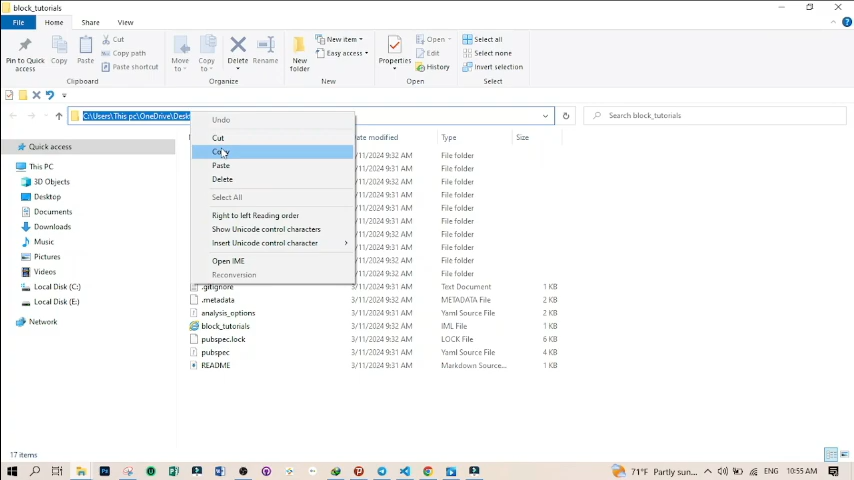 block_tutorials
File
Home
Share
View
Pin to Quick access
Copy
Paste
Cut
Copy path
Paste shortcut
Clipboard
Move to
Copy to
Delete
Rename
Organize
New folder
New item
Easy access
New
Properties
Open
Edit
History
Open
Select all
Select none
Invert selection
Select
C:\Users\This pc\OneDrive\Desk
Search block_tutorials
Undo
Cut
Paste
Delete
Select All
Right to left Reading order
Show Unicode control characters
Insert Unicode control character
Open IME
Reconversion
Quick access
This PC
3D Objects
Desktop
Documents
Downloads
Music
Pictures
Videos
Local Disk (C:)
Local Disk (E:)
Network
ate modified Type Size
3/11/2024 9:32 AM File folder
3/11/2024 9:32 AM File folder
3/11/2024 9:31 AM File folder
3/11/2024 9:31 AM File folder
3/11/2024 9:31 AM File folder
3/11/2024 9:31 AM File folder
3/11/2024 9:32 AM File folder
3/11/2024 9:31 AM File folder
3/11/2024 9:31 AM File folder
3/11/2024 9:32 AM File folder
.gitignore 3/11/2024 9:31 AM Text Document 1 KB
.metadata 3/11/2024 9:32 AM METADATA File 2 KB
analysis_options 3/11/2024 9:31 AM Yaml Source File 2 KB
block_tutorials 3/11/2024 9:32 AM IML File 1 KB
pubspec.lock 3/11/2024 9:32 AM LOCK File 6 KB
pubspec 3/11/2024 9:31 AM Yaml Source File 4 KB
README 3/11/2024 9:31 AM Markdown Source... 1 KB
17 items
71°F Partly sun...
ENG
10:55 AM